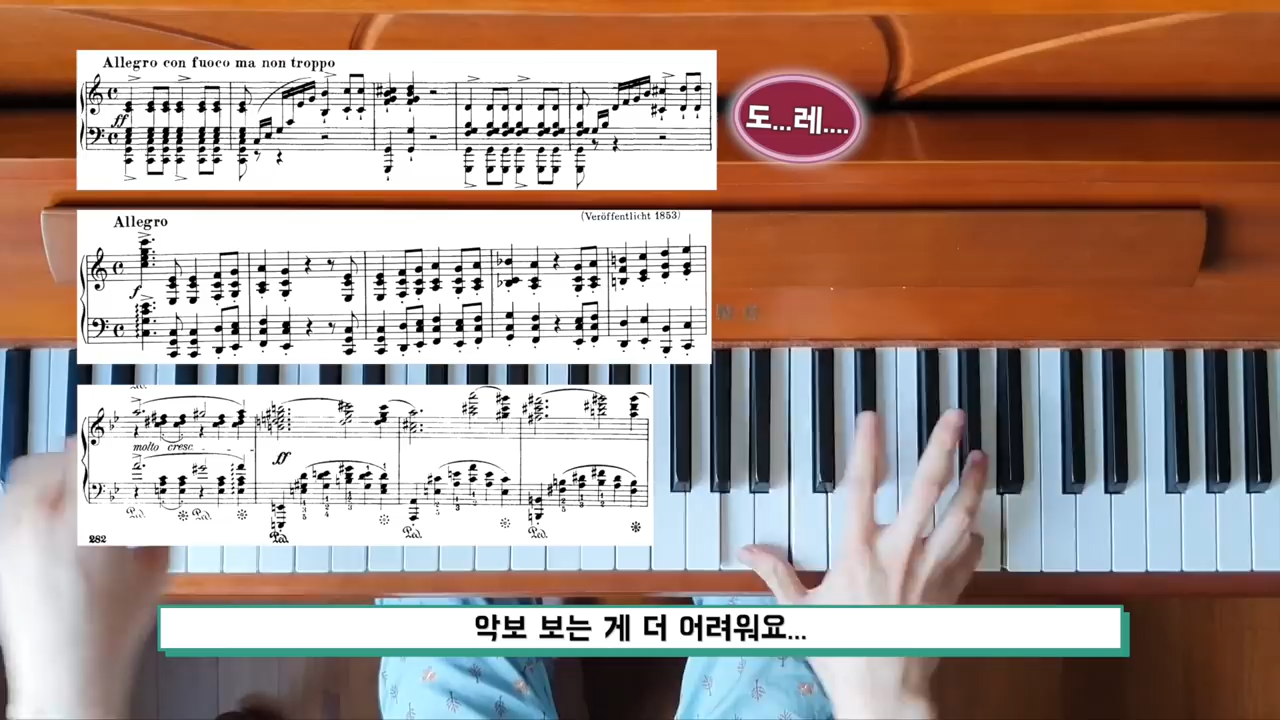 Allegro con fuoco ma non troppo
도...레....
ff
Allegro
(Veröffentlicht 1853)
f
molto cresc.
ff
282
악보 보는 게 더 어려워요...